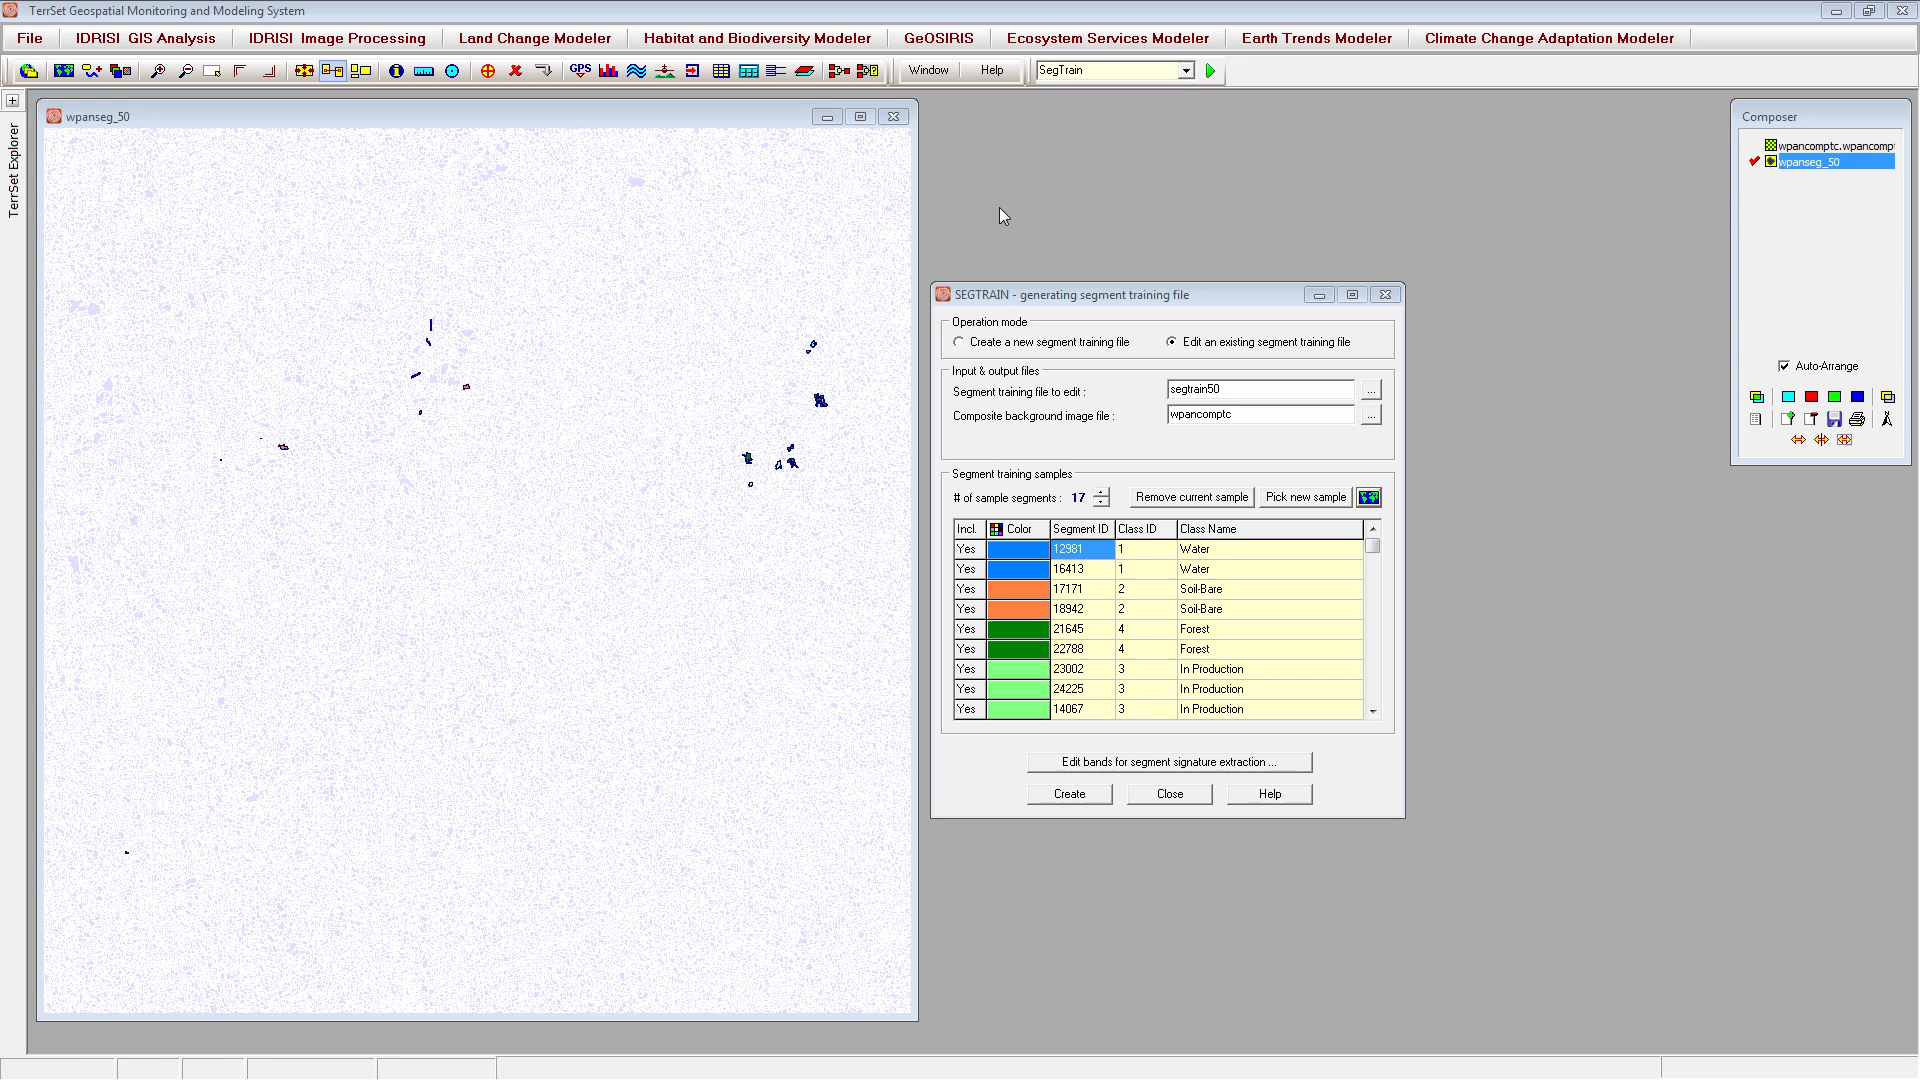 TerrSet Geospatial Monitoring and Modeling System
File IDRISI GIS Analysis IDRISI Image Processing Land Change Modeler Habitat and Biodiversity Modeler GeOSIRIS Ecosystem Services Modeler Earth Trends Modeler Climate Change Adaptation Modeler
GPS Window Help SegTrain
TerrSet Explorer
wpanseg_50
SEGTRAIN - generating segment training file
Operation mode
Create a new segment training file Edit an existing segment training file
Input & output files
Segment training file to edit : segtrain50 ...
Composite background image file : wpancomptc ...
Segment training samples
# of sample segments : 17 Remove current sample Pick new sample
Incl. Color Segment ID Class ID Class Name
Yes 12981 1 Water
Yes 16413 1 Water
Yes 17171 2 Soil-Bare
Yes 18942 2 Soil-Bare
Yes 21645 4 Forest
Yes 22788 4 Forest
Yes 23002 3 In Production
Yes 24225 3 In Production
Yes 14067 3 In Production
Edit bands for segment signature extraction ...
Create Close Help
Composer
wpancomptc.wpancomp
wpanseg_50
Auto-Arrange